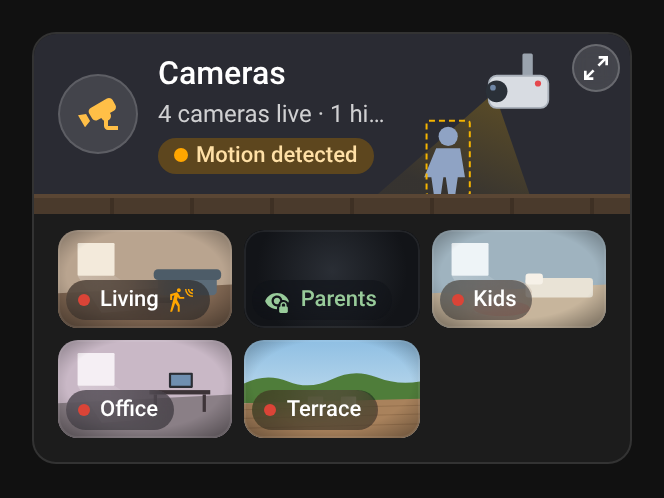 Cameras
4 cameras live · 1 hi…
Motion detected
Living
Parents
Kids
Office
Terrace